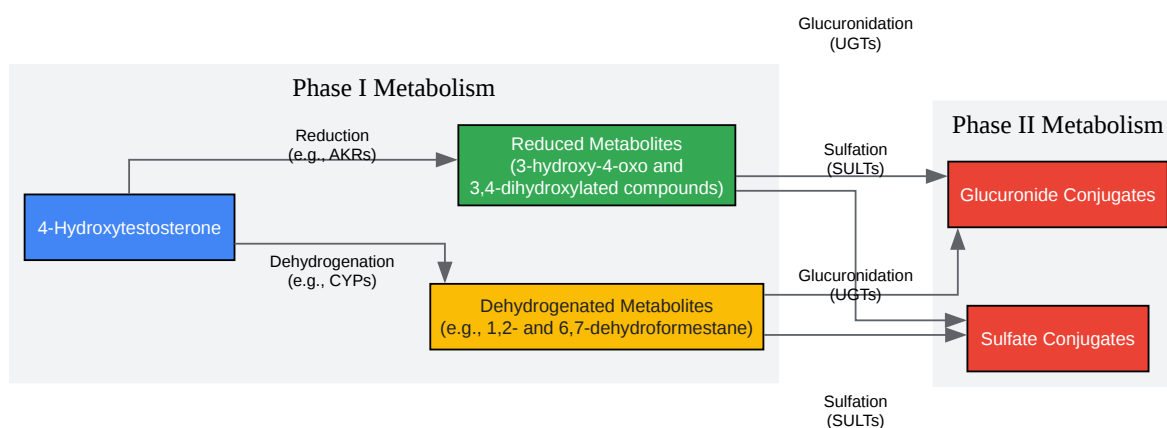 Glucuronidation
(UGTs)
Phase I Metabolism
Reduction
(e.g., AKRs)
Reduced Metabolites
(3-hydroxy-4-oxo and
3,4-dihydroxylated compounds)
Sulfation
(SULTs)
Phase II Metabolism
Glucuronide Conjugates
4-Hydroxytestosterone
Dehydrogenation
(e.g., CYPs)
Dehydrogenated Metabolites
(e.g., 1,2- and 6,7-dehydroformestane)
Glucuronidation
(UGTs)
Sulfate Conjugates
Sulfation
(SULTs)